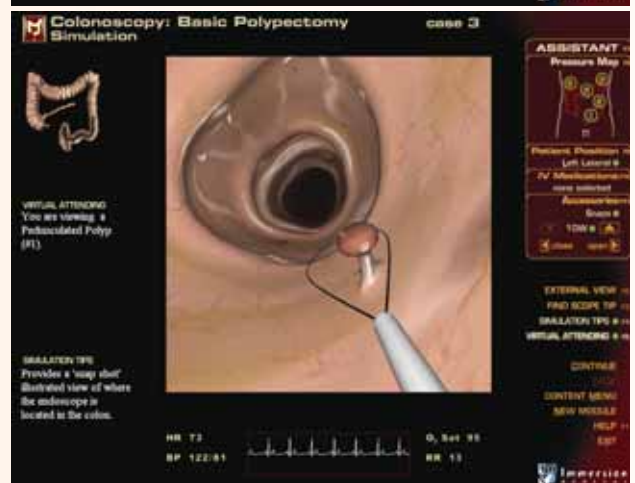 Colonoscopy: Basic Polypectomy
Simulation
case 3
VIRTUAL ATTENDING
You are viewing a
Pedunculated Polyp
(#1).
SIMULATION TIPS
Provides a 'snap shot'
illustrated view of where
the endoscope is
located in the colon.
HR 73
BP 122/81
O, Sat 95
RR 13
ASSISTANT
Pressure Map
Patient Position
Left Lateral
IV Medications
none selected
Accessories
Snare
10W
close open
EXTERNAL VIEW
FIND SCOPE TIP
SIMULATION TIPS
VIRTUAL ATTENDING
CONTINUE
CONTENT MENU
NEW MODULE
HELP
EXIT
Immersion